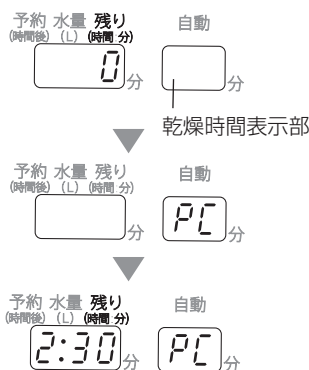 予約 水量 残り 自動
(時間後) (L) (時間 分)
0 分 分
乾燥時間表示部
予約 水量 残り 自動
(時間後) (L) (時間 分)
分 PC 分
予約 水量 残り 自動
(時間後) (L) (時間 分)
2:30 分 PC 分